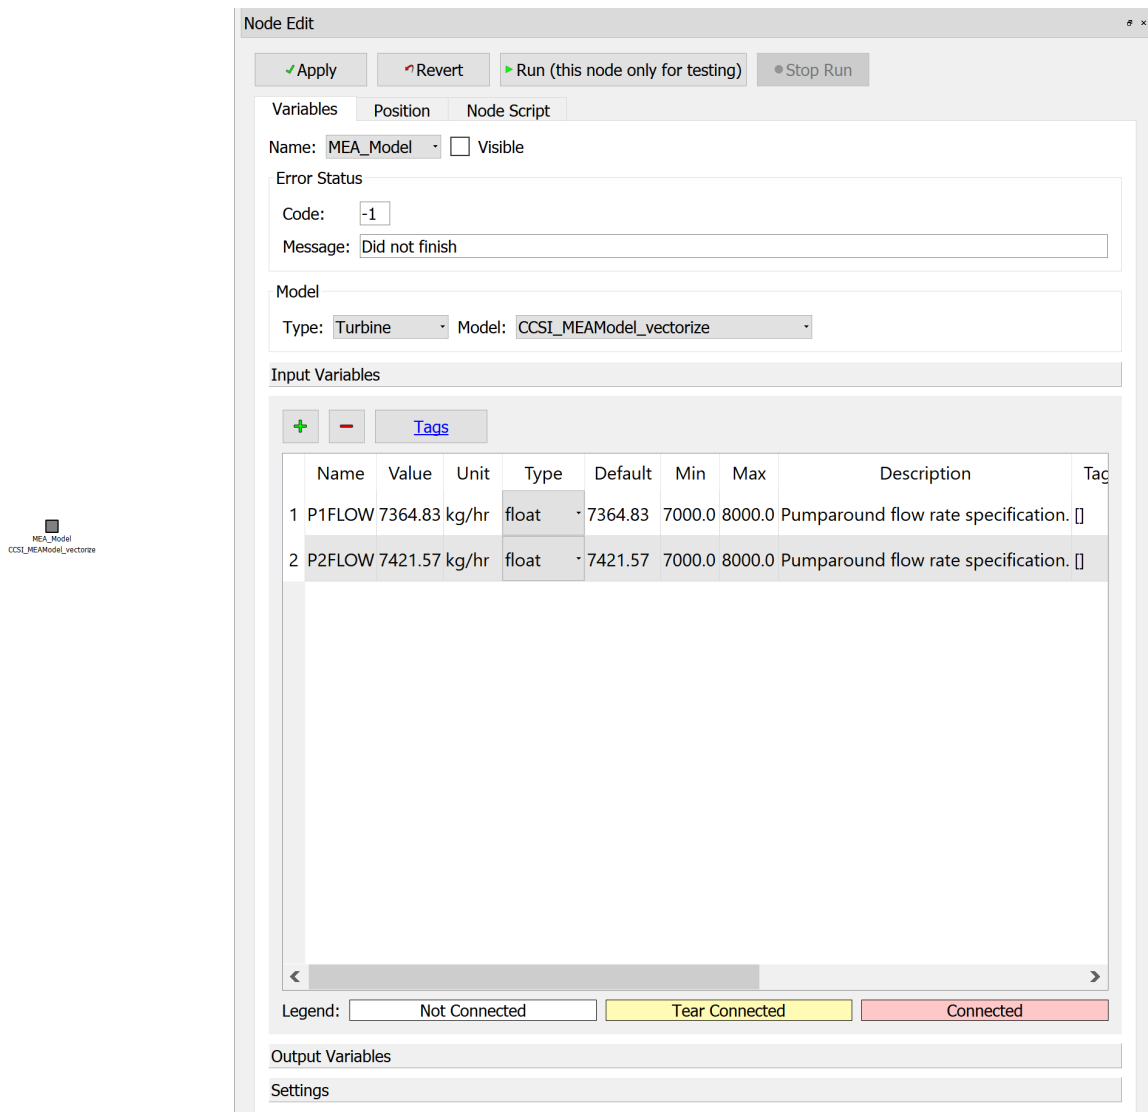 Node Edit
Apply Revert Run (this node only for testing) Stop Run
Variables Position Node Script
Name: MEA_Model Visible
Error Status
Code: -1
Message: Did not finish
Model
Type: Turbine Model: CCSI_MEAModel_vectorize
Input Variables
Tags
Name Value Unit Type Default Min Max Description Tag
1 P1FLOW 7364.83 kg/hr float 7364.83 7000.0 8000.0 Pumparound flow rate specification. []
2 P2FLOW 7421.57 kg/hr float 7421.57 7000.0 8000.0 Pumparound flow rate specification. []
MEA_Model
CCSI_MEAModel_vectorize
Legend: Not Connected Tear Connected Connected
Output Variables
Settings